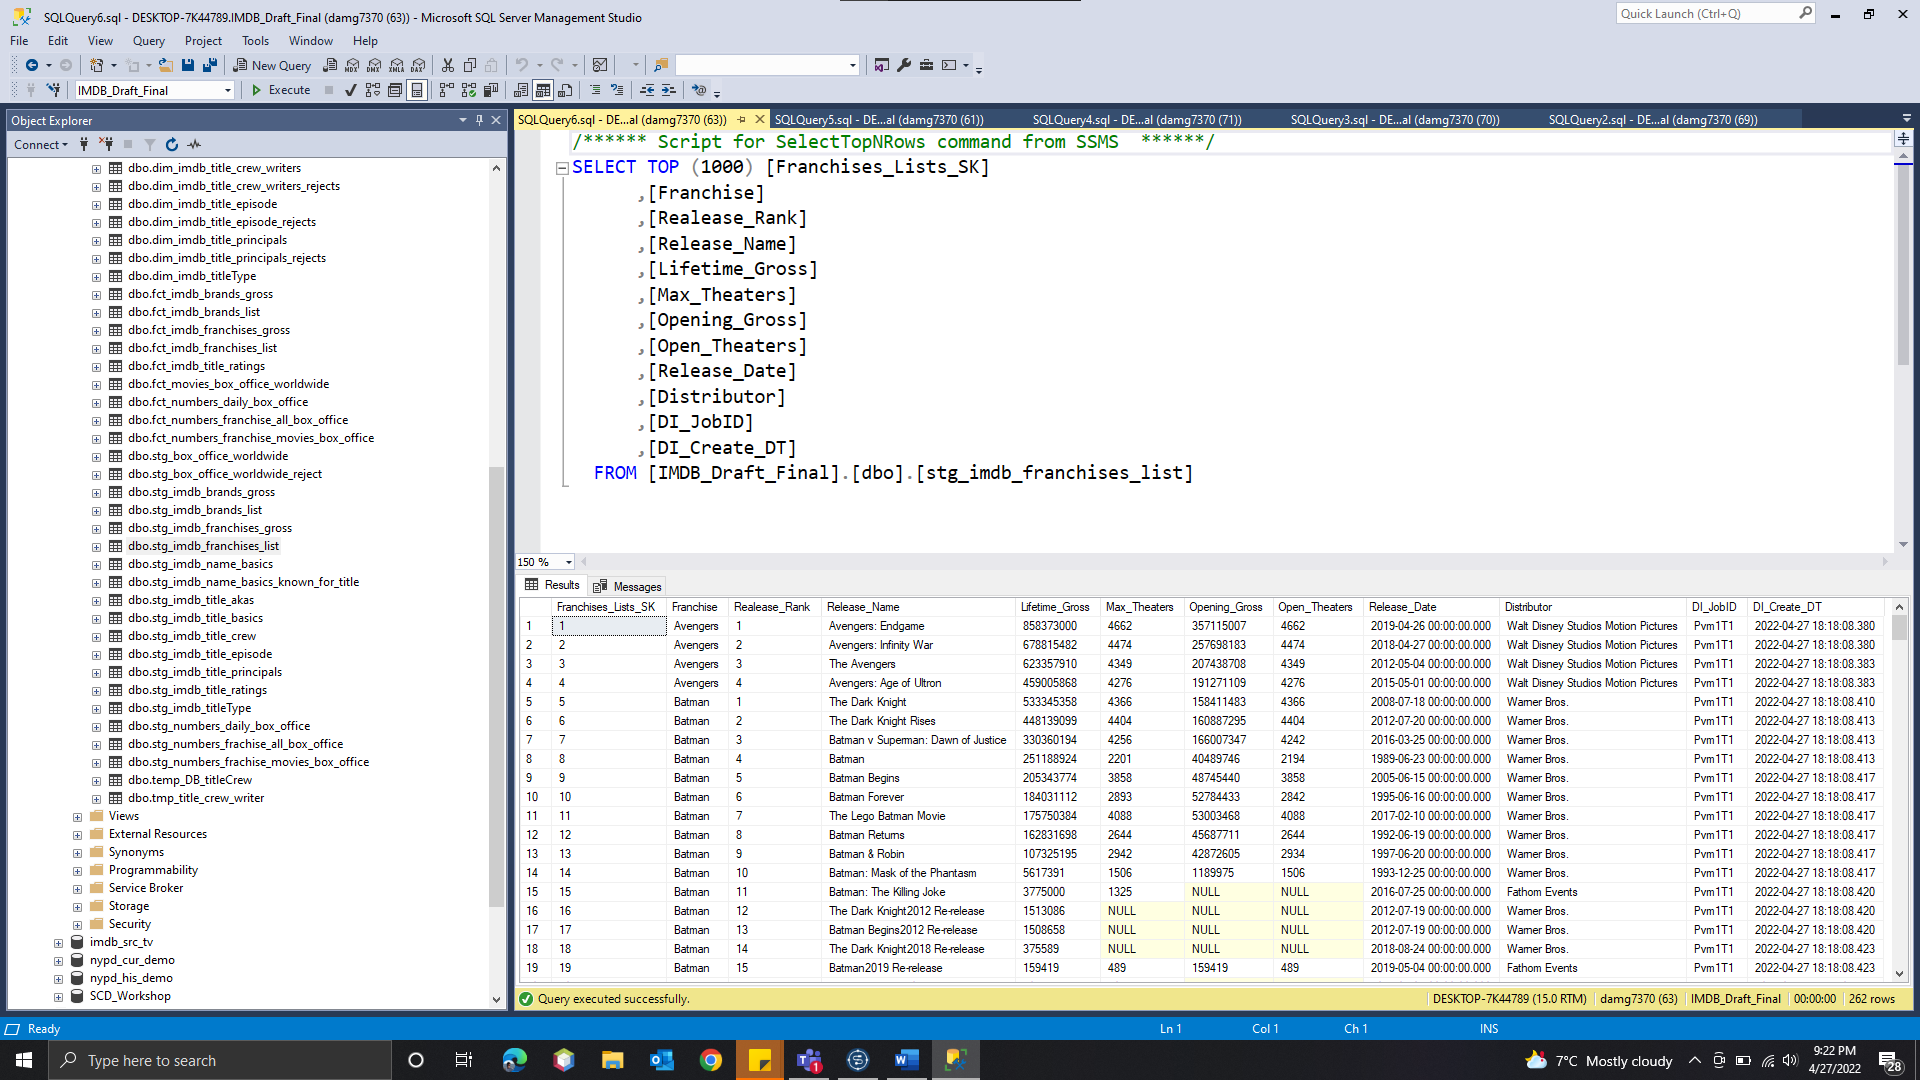 SQLQuery6.sql - DESKTOP-7K44789.IMDB_Draft_Final (damg7370 (63)) - Microsoft SQL Server Management Studio
Quick Launch (Ctrl+Q)
File Edit View Query Project Tools Window Help
New Query
MDX DMX XMLA DAX
IMDB_Draft_Final Execute
Object Explorer
Connect
dbo.dim_imdb_title_crew_writers
dbo.dim_imdb_title_crew_writers_rejects
dbo.dim_imdb_title_episode
dbo.dim_imdb_title_episode_rejects
dbo.dim_imdb_title_principals
dbo.dim_imdb_title_principals_rejects
dbo.dim_imdb_titleType
dbo.fct_imdb_brands_gross
dbo.fct_imdb_brands_list
dbo.fct_imdb_franchises_gross
dbo.fct_imdb_franchises_list
dbo.fct_imdb_title_ratings
dbo.fct_movies_box_office_worldwide
dbo.fct_numbers_daily_box_office
dbo.fct_numbers_franchise_all_box_office
dbo.fct_numbers_franchise_movies_box_office
dbo.stg_box_office_worldwide
dbo.stg_box_office_worldwide_reject
dbo.stg_imdb_brands_gross
dbo.stg_imdb_brands_list
dbo.stg_imdb_franchises_gross
dbo.stg_imdb_franchises_list
dbo.stg_imdb_name_basics
dbo.stg_imdb_name_basics_known_for_title
dbo.stg_imdb_title_akas
dbo.stg_imdb_title_basics
dbo.stg_imdb_title_crew
dbo.stg_imdb_title_episode
dbo.stg_imdb_title_principals
dbo.stg_imdb_title_ratings
dbo.stg_imdb_titleType
dbo.stg_numbers_daily_box_office
dbo.stg_numbers_frachise_all_box_office
dbo.stg_numbers_frachise_movies_box_office
dbo.temp_DB_titleCrew
dbo.tmp_title_crew_writer
Views
External Resources
Synonyms
Programmability
Service Broker
Storage
Security
imdb_src_tv
nypd_cur_demo
nypd_his_demo
SCD_Workshop
SQLQuery6.sql - DE...al (damg7370 (63)) SQLQuery5.sql - DE...al (damg7370 (61)) SQLQuery4.sql - DE...al (damg7370 (71)) SQLQuery3.sql - DE...al (damg7370 (70)) SQLQuery2.sql - DE...al (damg7370 (69))
/****** Script for SelectTopNRows command from SSMS  ******/
SELECT TOP (1000) [Franchises_Lists_SK]
,[Franchise]
,[Realease_Rank]
,[Release_Name]
,[Lifetime_Gross]
,[Max_Theaters]
,[Opening_Gross]
,[Open_Theaters]
,[Release_Date]
,[Distributor]
,[DI_JobID]
,[DI_Create_DT]
FROM [IMDB_Draft_Final].[dbo].[stg_imdb_franchises_list]
150 %
Results Messages
Franchises_Lists_SK Franchise Realease_Rank Release_Name Lifetime_Gross Max_Theaters Opening_Gross Open_Theaters Release_Date Distributor DI_JobID DI_Create_DT
1 1 Avengers 1 Avengers: Endgame 858373000 4662 357115007 4662 2019-04-26 00:00:00.000 Walt Disney Studios Motion Pictures Pvm1T1 2022-04-27 18:18:08.380
2 2 Avengers 2 Avengers: Infinity War 678815482 4474 257698183 4474 2018-04-27 00:00:00.000 Walt Disney Studios Motion Pictures Pvm1T1 2022-04-27 18:18:08.380
3 3 Avengers 3 The Avengers 623357910 4349 207438708 4349 2012-05-04 00:00:00.000 Walt Disney Studios Motion Pictures Pvm1T1 2022-04-27 18:18:08.383
4 4 Avengers 4 Avengers: Age of Ultron 459005868 4276 191271109 4276 2015-05-01 00:00:00.000 Walt Disney Studios Motion Pictures Pvm1T1 2022-04-27 18:18:08.383
5 5 Batman 1 The Dark Knight 533345358 4366 158411483 4366 2008-07-18 00:00:00.000 Warner Bros. Pvm1T1 2022-04-27 18:18:08.410
6 6 Batman 2 The Dark Knight Rises 448139099 4404 160887295 4404 2012-07-20 00:00:00.000 Warner Bros. Pvm1T1 2022-04-27 18:18:08.413
7 7 Batman 3 Batman v Superman: Dawn of Justice 330360194 4256 166007347 4242 2016-03-25 00:00:00.000 Warner Bros. Pvm1T1 2022-04-27 18:18:08.413
8 8 Batman 4 Batman 251188924 2201 40489746 2194 1989-06-23 00:00:00.000 Warner Bros. Pvm1T1 2022-04-27 18:18:08.413
9 9 Batman 5 Batman Begins 205343774 3858 48745440 3858 2005-06-15 00:00:00.000 Warner Bros. Pvm1T1 2022-04-27 18:18:08.417
10 10 Batman 6 Batman Forever 184031112 2893 52784433 2842 1995-06-16 00:00:00.000 Warner Bros. Pvm1T1 2022-04-27 18:18:08.417
11 11 Batman 7 The Lego Batman Movie 175750384 4088 53003468 4088 2017-02-10 00:00:00.000 Warner Bros. Pvm1T1 2022-04-27 18:18:08.417
12 12 Batman 8 Batman Returns 162831698 2644 45687711 2644 1992-06-19 00:00:00.000 Warner Bros. Pvm1T1 2022-04-27 18:18:08.417
13 13 Batman 9 Batman & Robin 107325195 2942 42872605 2934 1997-06-20 00:00:00.000 Warner Bros. Pvm1T1 2022-04-27 18:18:08.417
14 14 Batman 10 Batman: Mask of the Phantasm 5617391 1506 1189975 1506 1993-12-25 00:00:00.000 Warner Bros. Pvm1T1 2022-04-27 18:18:08.417
15 15 Batman 11 Batman: The Killing Joke 3775000 1325 NULL NULL 2016-07-25 00:00:00.000 Fathom Events Pvm1T1 2022-04-27 18:18:08.420
16 16 Batman 12 The Dark Knight2012 Re-release 1513086 NULL NULL NULL 2012-07-19 00:00:00.000 Warner Bros. Pvm1T1 2022-04-27 18:18:08.420
17 17 Batman 13 Batman Begins2012 Re-release 1508658 NULL NULL NULL 2012-07-19 00:00:00.000 Warner Bros. Pvm1T1 2022-04-27 18:18:08.420
18 18 Batman 14 The Dark Knight2018 Re-release 375589 NULL NULL NULL 2018-08-24 00:00:00.000 Warner Bros. Pvm1T1 2022-04-27 18:18:08.423
19 19 Batman 15 Batman2019 Re-release 159419 489 159419 489 2019-05-04 00:00:00.000 Fathom Events Pvm1T1 2022-04-27 18:18:08.423
Query executed successfully. DESKTOP-7K44789 (15.0 RTM) damg7370 (63) IMDB_Draft_Final 00:00:00 262 rows
Ready Ln 1 Col 1 Ch 1 INS
Type here to search
7°C Mostly cloudy
9:22 PM
4/27/2022
28